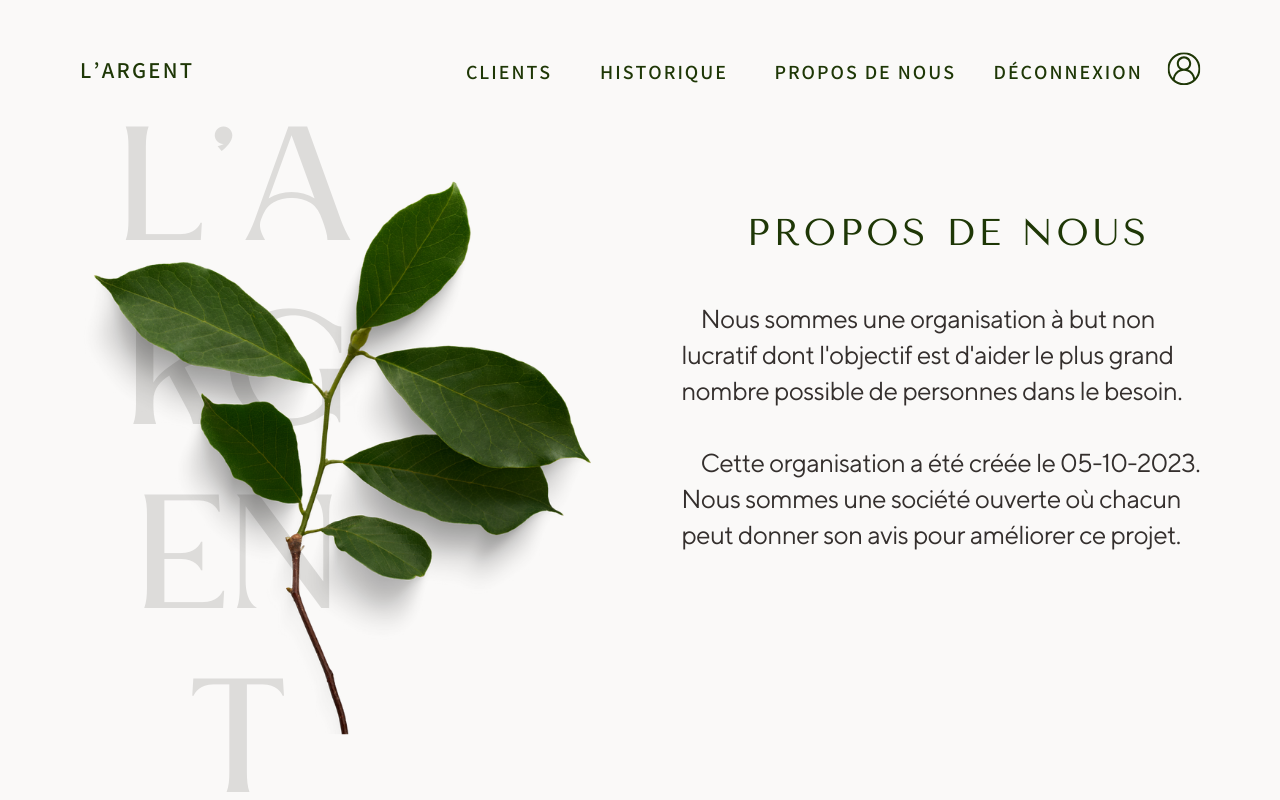 L’ARGENT
CLIENTS HISTORIQUE PROPOS DE NOUS DÉCONNEXION
L’A
RG
EN
T
PROPOS DE NOUS
Nous sommes une organisation à but non
lucratif dont l'objectif est d'aider le plus grand
nombre possible de personnes dans le besoin.
Cette organisation a été créée le 05-10-2023.
Nous sommes une société ouverte où chacun
peut donner son avis pour améliorer ce projet.